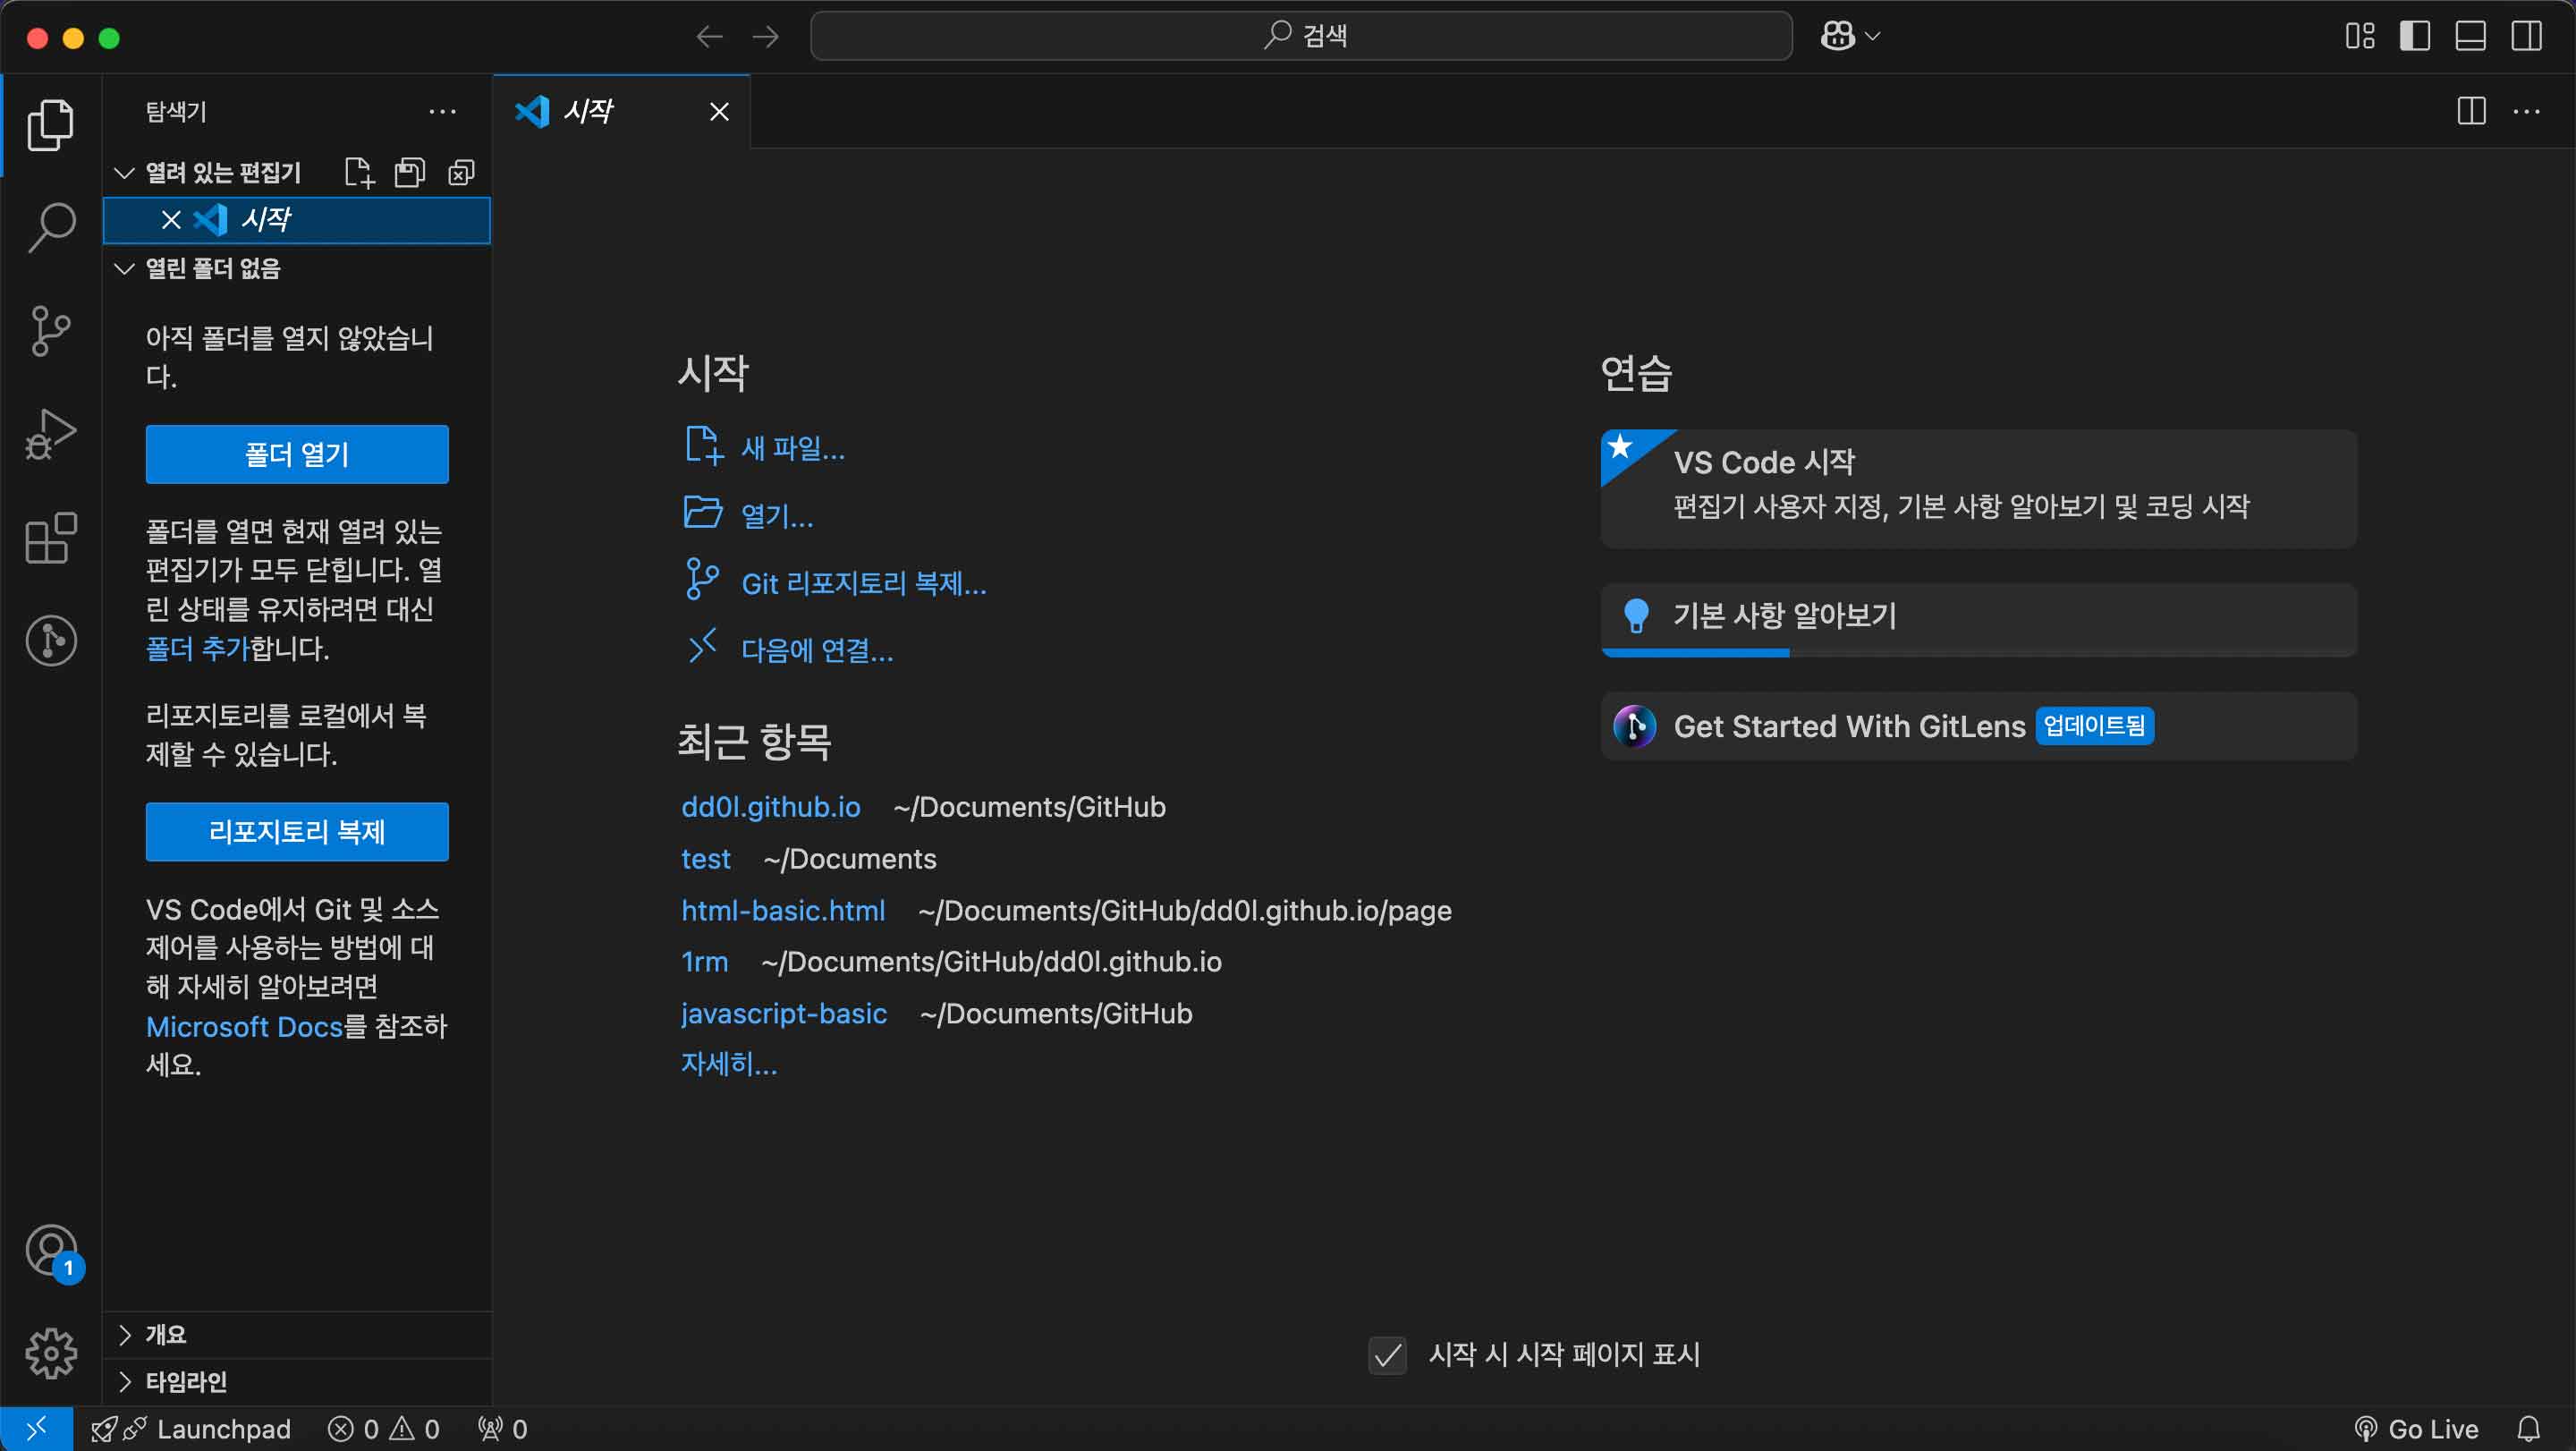 검색
탐색기
시작
열려 있는 편집기
시작
열린 폴더 없음
아직 폴더를 열지 않았습니
다.
폴더 열기
폴더를 열면 현재 열려 있는
편집기가 모두 닫힙니다. 열
린 상태를 유지하려면 대신
폴더 추가합니다.
리포지토리를 로컬에서 복
제할 수 있습니다.
리포지토리 복제
VS Code에서 Git 및 소스
제어를 사용하는 방법에 대
해 자세히 알아보려면
Microsoft Docs를 참조하
세요.
개요
타임라인
시작
새 파일...
열기...
Git 리포지토리 복제...
다음에 연결...
최근 항목
dd0l.github.io ~/Documents/GitHub
test ~/Documents
html-basic.html ~/Documents/GitHub/dd0l.github.io/page
1rm ~/Documents/GitHub/dd0l.github.io
javascript-basic ~/Documents/GitHub
자세히...
연습
VS Code 시작
편집기 사용자 지정, 기본 사항 알아보기 및 코딩 시작
기본 사항 알아보기
Get Started With GitLens 업데이트됨
시작 시 시작 페이지 표시
1
Launchpad 0 0 0 Go Live